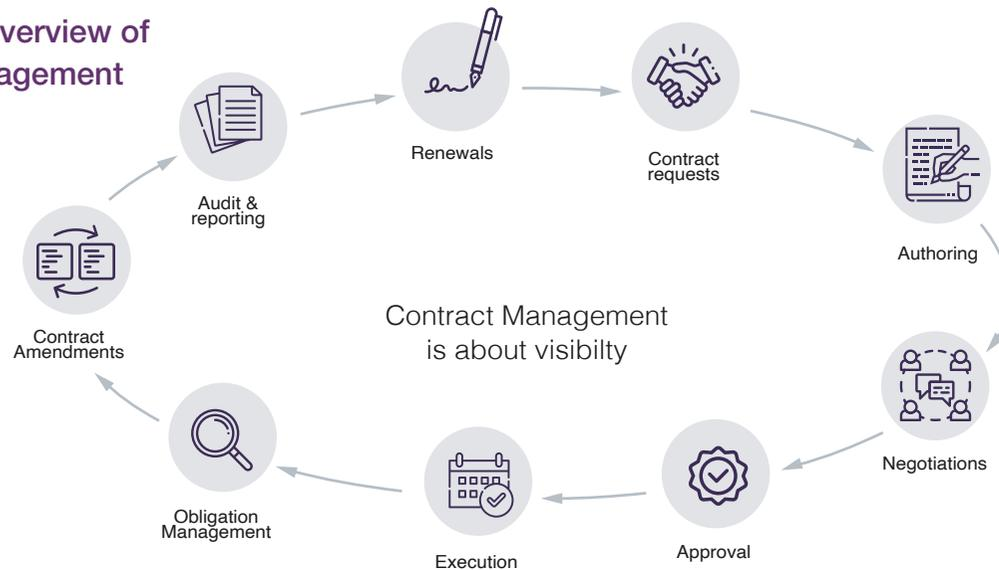 verview of
agement
Renewals
Contract
requests
Audit &
reporting
Authoring
Contract Management
is about visibilty
Contract
Amendments
Negotiations
Obligation
Management
Approval
Execution